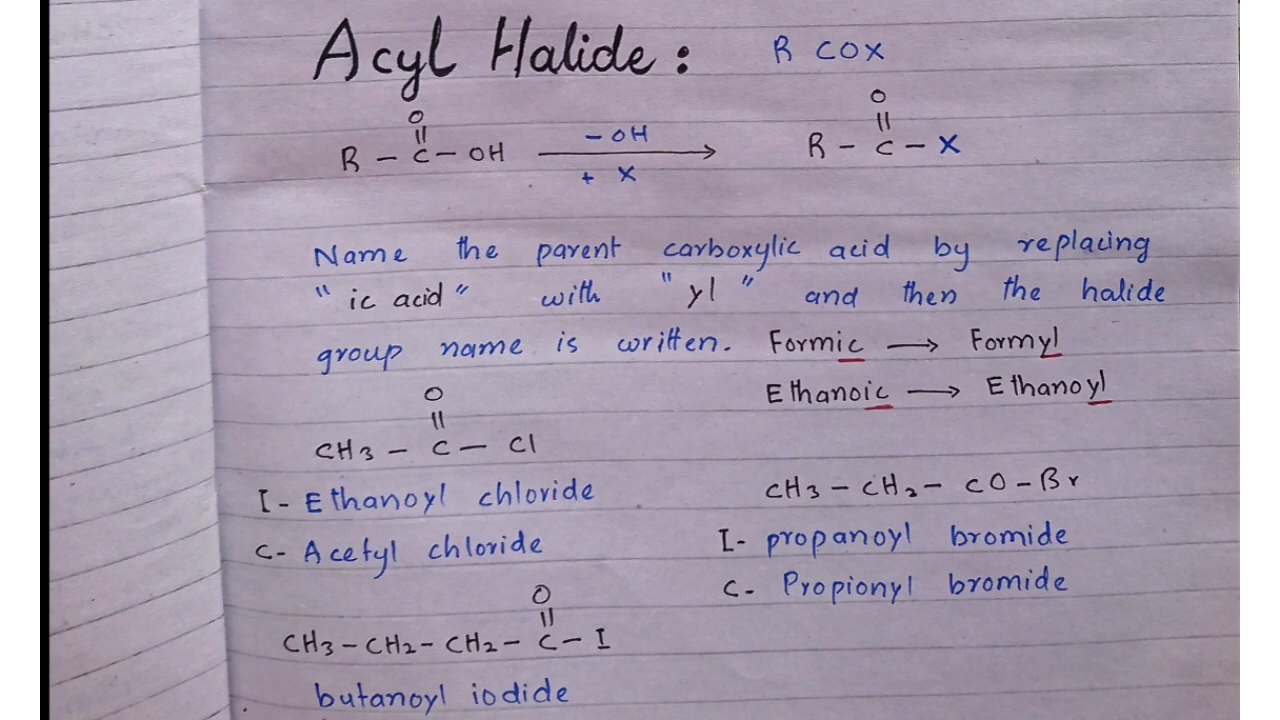 Acyl Halide : R COX
O O
|| ||
R - C - OH - OH → R - C - X
+ X
Name the parent carboxylic acid by replacing
"ic acid" with "yl" and then the halide
group name is written. Formic → Formyl
Ethanoic → Ethanoyl
O
||
CH3 - C - Cl
I - Ethanoyl chloride
C - Acetyl chloride
CH3 - CH2 - CO - Br
I - propanoyl bromide
C - Propionyl bromide
O
||
CH3 - CH2 - CH2 - C - I
butanoyl iodide